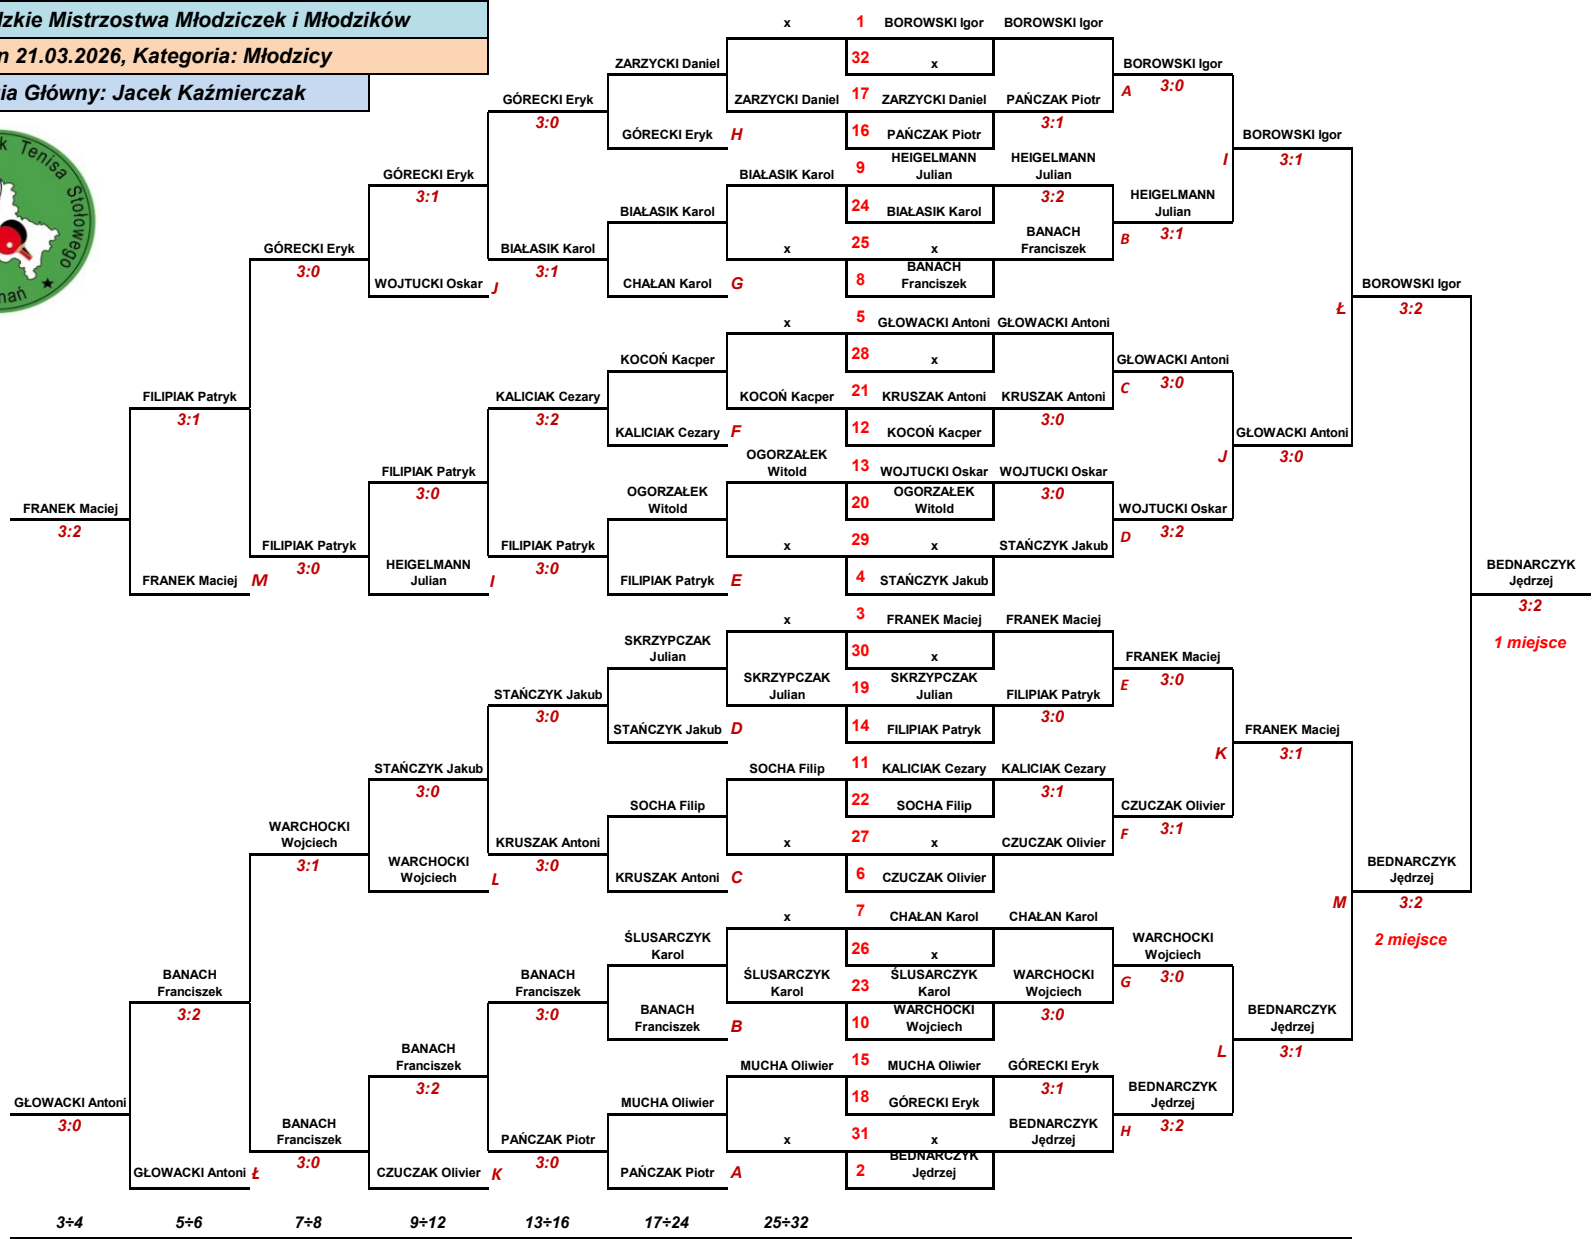 zkie Mistrzostwa Młodziczek i Młodzików
n 21.03.2026, Kategoria: Młodzicy
ia Główny: Jacek Kaźmierczak
k Tenisa Stołowego
nań
x 1 BOROWSKI Igor BOROWSKI Igor
ZARZYCKI Daniel 32 x BOROWSKI Igor
A 3:0
GÓRECKI Eryk ZARZYCKI Daniel 17 ZARZYCKI Daniel PAŃCZAK Piotr
3:0 3:1
GÓRECKI Eryk H 16 PAŃCZAK Piotr BOROWSKI Igor
I 3:1
GÓRECKI Eryk BIAŁASIK Karol 9 HEIGELMANN Julian HEIGELMANN Julian
3:1 3:2
BIAŁASIK Karol 24 BIAŁASIK Karol HEIGELMANN Julian
B 3:1
GÓRECKI Eryk BIAŁASIK Karol x 25 x BANACH Franciszek
3:0 3:1
WOJTUCKI Oskar J CHAŁAN Karol G 8 BANACH Franciszek BOROWSKI Igor
Ł 3:2
x 5 GŁOWACKI Antoni GŁOWACKI Antoni
KOCOŃ Kacper 28 x GŁOWACKI Antoni
C 3:0
FILIPIAK Patryk KALICIAK Cezary KOCOŃ Kacper 21 KRUSZAK Antoni KRUSZAK Antoni
3:1 3:2 3:0
KALICIAK Cezary F 12 KOCOŃ Kacper GŁOWACKI Antoni
J 3:0
FILIPIAK Patryk OGORZAŁEK Witold 13 WOJTUCKI Oskar WOJTUCKI Oskar
3:0 3:0
FRANEK Maciej OGORZAŁEK Witold 20 OGORZAŁEK Witold WOJTUCKI Oskar
3:2 D 3:2
FILIPIAK Patryk FILIPIAK Patryk x 29 x STAŃCZYK Jakub
3:0 3:0
FRANEK Maciej M HEIGELMANN Julian I FILIPIAK Patryk E 4 STAŃCZYK Jakub BEDNARCZYK Jędrzej
3:2
1 miejsce
x 3 FRANEK Maciej FRANEK Maciej
SKRZYPCZAK Julian 30 x FRANEK Maciej
E 3:0
STAŃCZYK Jakub SKRZYPCZAK Julian 19 SKRZYPCZAK Julian FILIPIAK Patryk
3:0 3:0
STAŃCZYK Jakub D 14 FILIPIAK Patryk FRANEK Maciej
K 3:1
STAŃCZYK Jakub SOCHA Filip 11 KALICIAK Cezary KALICIAK Cezary
3:0 3:1
SOCHA Filip 22 SOCHA Filip CZUCZAK Olivier
F 3:1
WARCHOCKI Wojciech KRUSZAK Antoni x 27 x CZUCZAK Olivier
3:1 3:0
WARCHOCKI Wojciech L KRUSZAK Antoni C 6 CZUCZAK Olivier BEDNARCZYK Jędrzej
M 3:2
2 miejsce
x 7 CHAŁAN Karol CHAŁAN Karol
ŚLUSARCZYK Karol 26 x WARCHOCKI Wojciech
G 3:0
BANACH Franciszek BANACH Franciszek ŚLUSARCZYK Karol 23 ŚLUSARCZYK Karol WARCHOCKI Wojciech
3:2 3:0 3:0
BANACH Franciszek B 10 WARCHOCKI Wojciech BEDNARCZYK Jędrzej
L 3:1
BANACH Franciszek MUCHA Oliwier 15 MUCHA Oliwier GÓRECKI Eryk
3:2 3:1
GŁOWACKI Antoni MUCHA Oliwier 18 GÓRECKI Eryk BEDNARCZYK Jędrzej
3:0 H 3:2
BANACH Franciszek PAŃCZAK Piotr x 31 x BEDNARCZYK Jędrzej
3:0 3:0
GŁOWACKI Antoni Ł CZUCZAK Olivier K PAŃCZAK Piotr A 2 BEDNARCZYK Jędrzej
3÷4 5÷6 7÷8 9÷12 13÷16 17÷24 25÷32